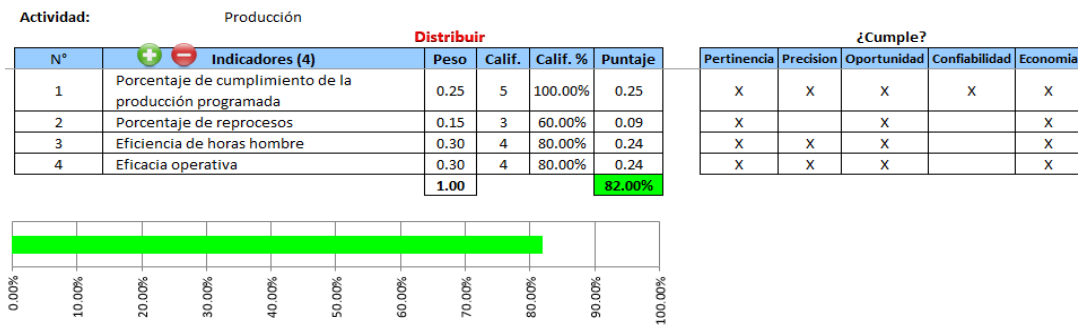 Actividad: Producción
Distribuir ¿Cumple?
N° Indicadores (4) Peso Calif. Calif. % Puntaje Pertinencia Precision Oportunidad Confiabilidad Economia
1 Porcentaje de cumplimiento de la producción programada 0.25 5 100.00% 0.25 X X X X X
2 Porcentaje de reprocesos 0.15 3 60.00% 0.09 X X X
3 Eficiencia de horas hombre 0.30 4 80.00% 0.24 X X X X
4 Eficacia operativa 0.30 4 80.00% 0.24 X X X X
1.00 82.00%
0.00% 10.00% 20.00% 30.00% 40.00% 50.00% 60.00% 70.00% 80.00% 90.00% 100.00%